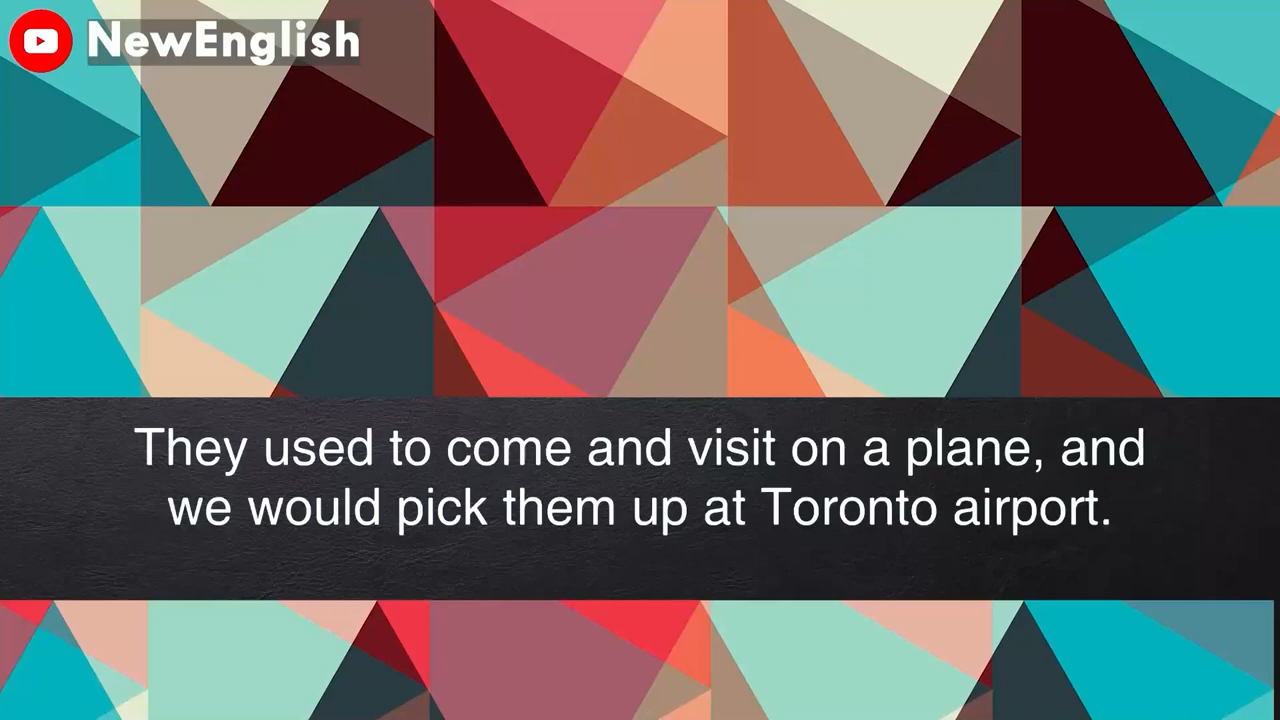 NewEnglish
They used to come and visit on a plane, and
we would pick them up at Toronto airport.